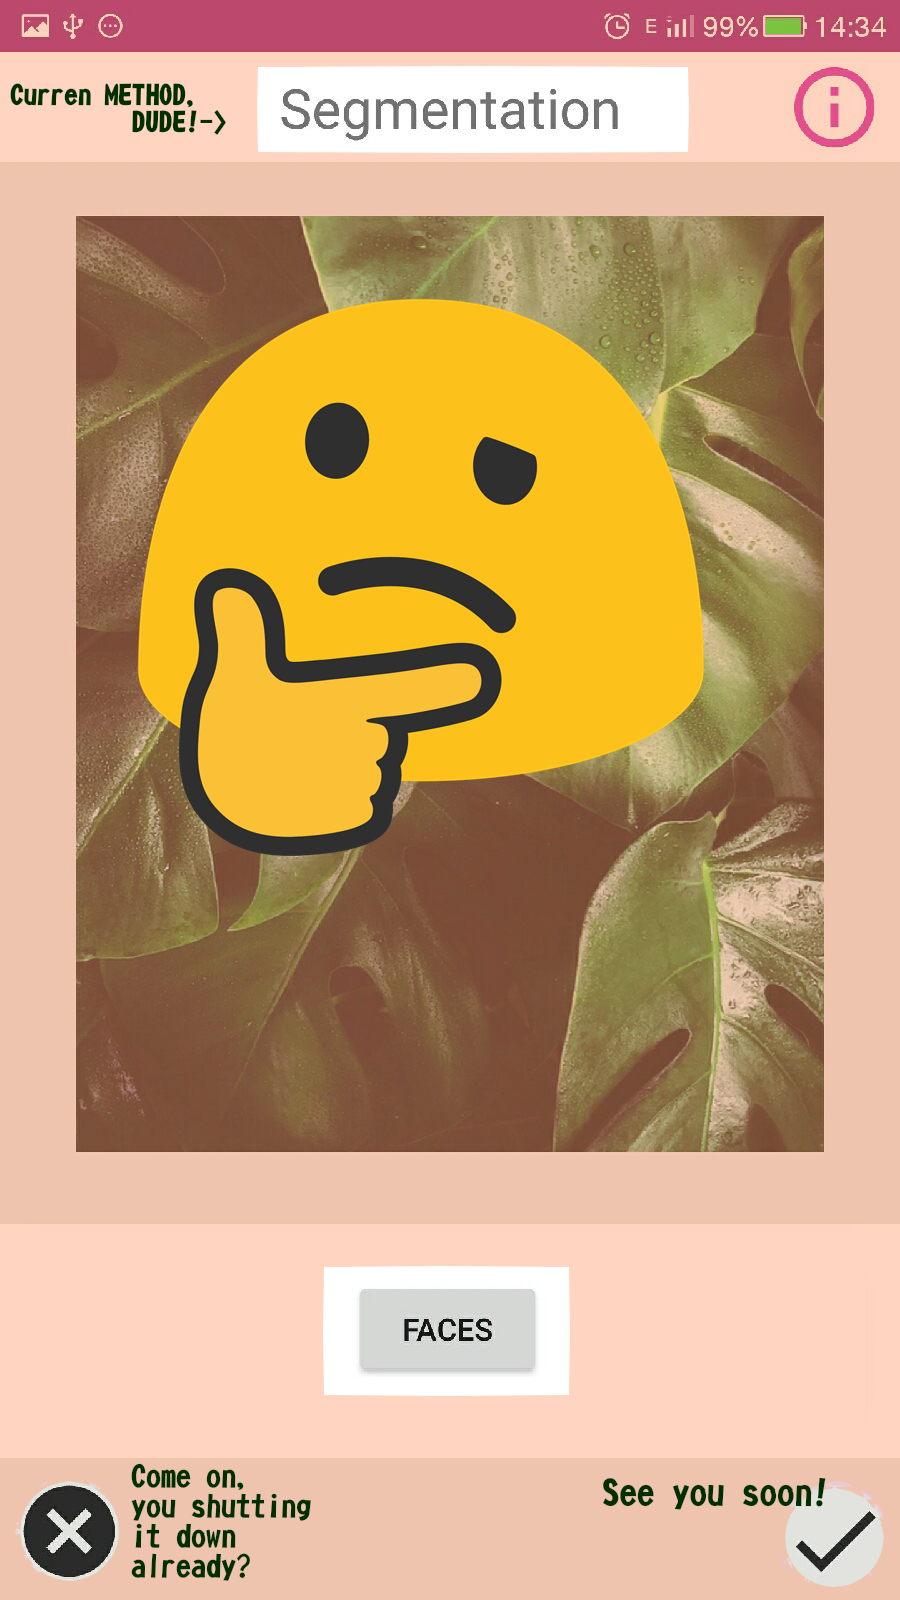 E 99% 14:34
Curren METHOD,
DUDE!->
Segmentation
FACES
Come on,
you shutting
it down
already?
See you soon!